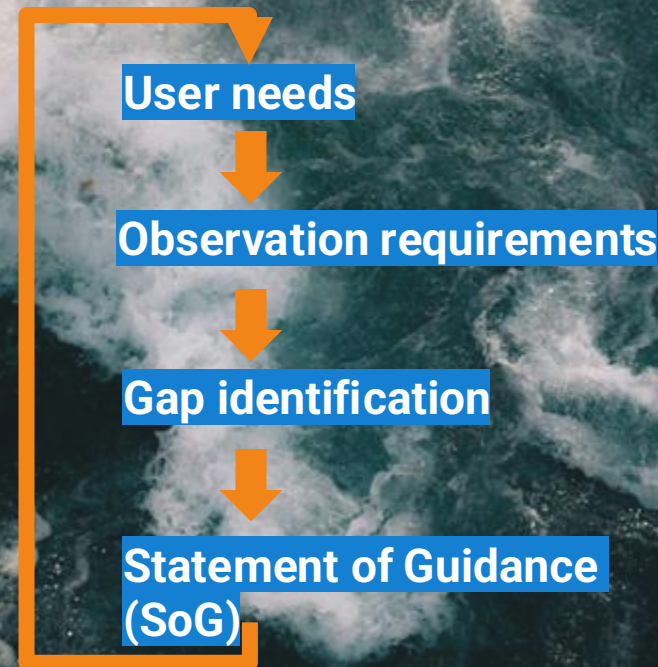 User needs
Observation requirements
Gap identification
Statement of Guidance
(SoG)